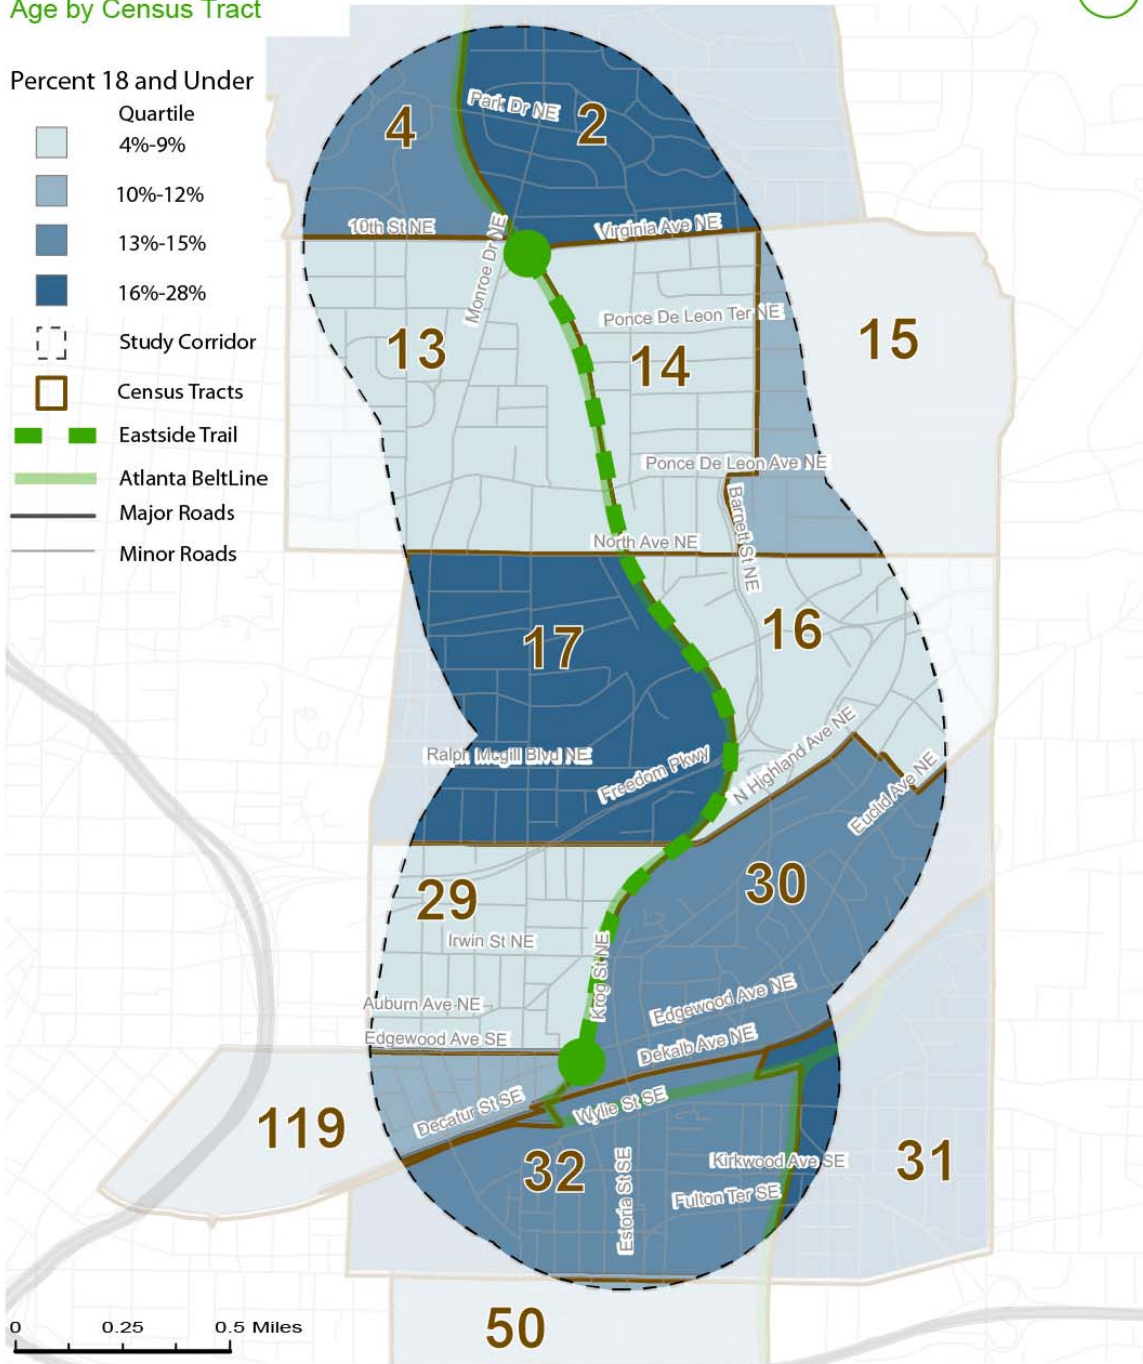 Age by Census Tract
Percent 18 and Under
Quartile
4%-9%
10%-12%
13%-15%
16%-28%
Study Corridor
Census Tracts
Eastside Trail
Atlanta BeltLine
Major Roads
Minor Roads
4
Park Dr NE
2
10th St NE
Monroe Dr NE
Virginia Ave NE
13
Ponce De Leon Ter NE
14
15
Ponce De Leon Ave NE
Barnett St NE
North Ave NE
17
16
Ralph Mcgill Blvd NE
Freedom Pkwy
N Highland Ave NE
Euclid Ave NE
29
30
Irwin St NE
Krog St NE
Auburn Ave NE
Edgewood Ave NE
Edgewood Ave SE
Dekalb Ave NE
119
Decatur St SE
Wylie St SE
32
Estoria St SE
Kirkwood Ave SE
31
Fulton Ter SE
50
0 0.25 0.5 Miles